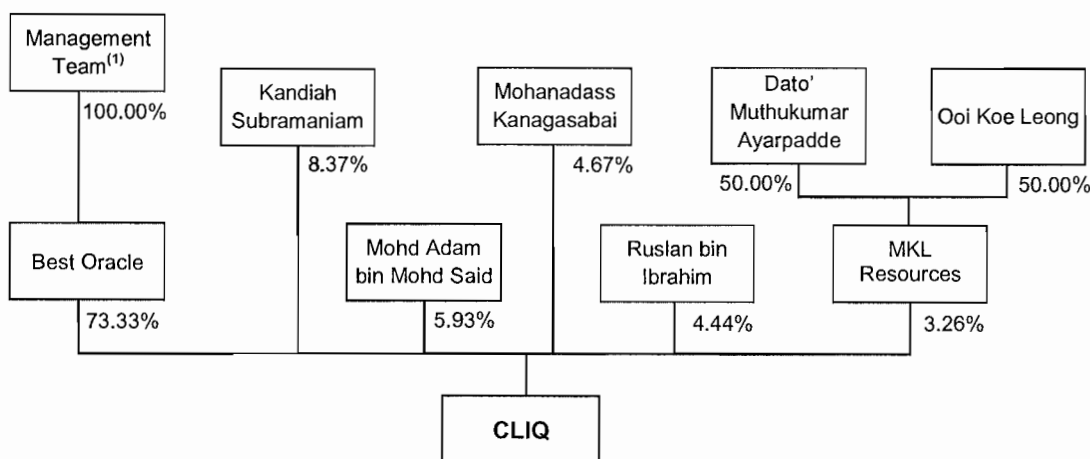 Management
Team(1)
100.00%
Kandiah
Subramaniam
8.37%
Mohanadass
Kanagasabai
4.67%
Dato'
Muthukumar
Ayarpadde
50.00%
Ooi Koe Leong
50.00%
Best Oracle
73.33%
Mohd Adam
bin Mohd Said
5.93%
Ruslan bin
Ibrahim
4.44%
MKL
Resources
3.26%
CLIQ